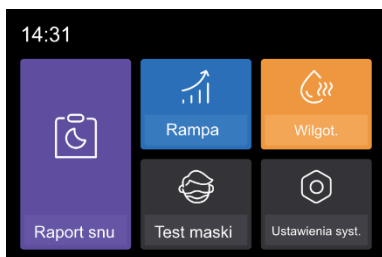 14:31
Rampa
Wilgot.
Raport snu
Test maski
Ustawienia syst.